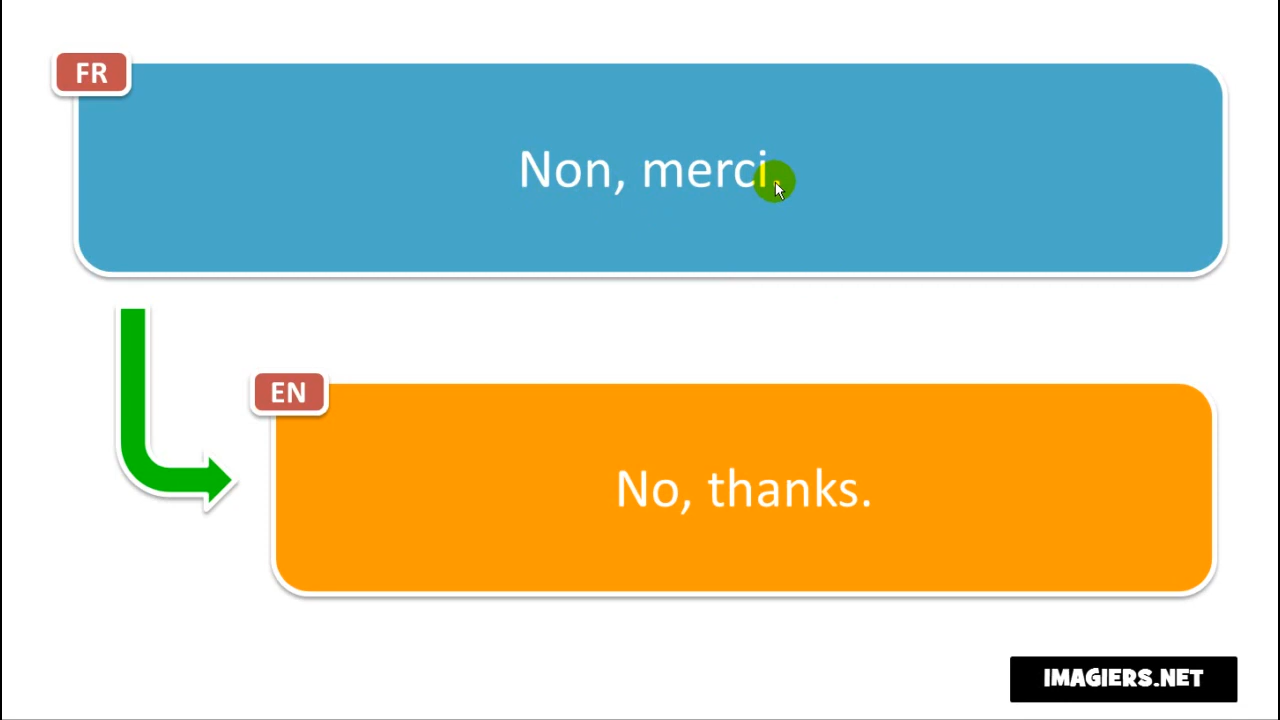 FR
Non, merci.
EN
No, thanks.
IMAGIERS.NET